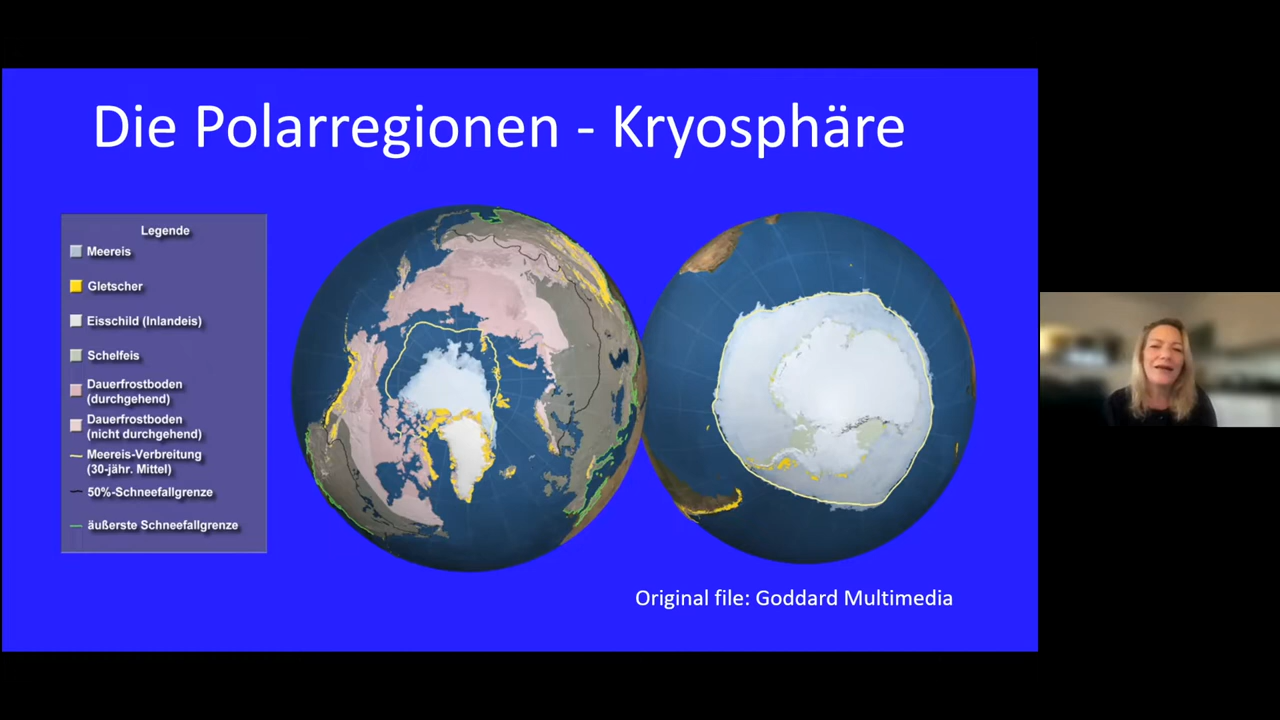 Die Polarregionen - Kryosphäre
Legende
Meereis
Gletscher
Eisschild (Inlandeis)
Schelfeis
Dauerfrostboden
(durchgehend)
Dauerfrostboden
(nicht durchgehend)
Meereis-Verbreitung
(30-jähr. Mittel)
50%-Schneefallgrenze
äußerste Schneefallgrenze
Original file: Goddard Multimedia